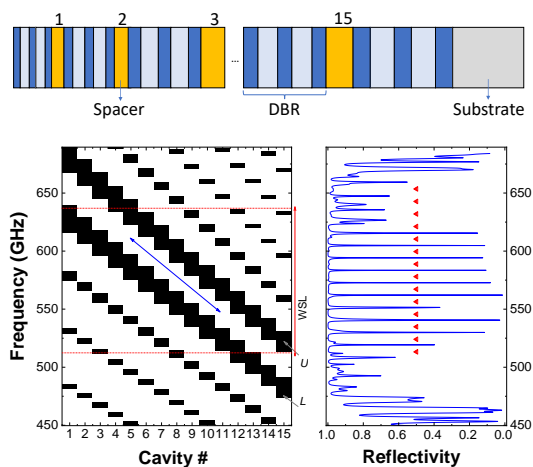 1 2 3 15
...
Spacer DBR Substrate
650
600
550
500
450
Frequency (GHz)
WSL
U
L
1 2 3 4 5 6 7 8 9 10 11 12 13 14 15
Cavity #
650
600
550
500
450
1.0 0.8 0.6 0.4 0.2 0.0
Reflectivity